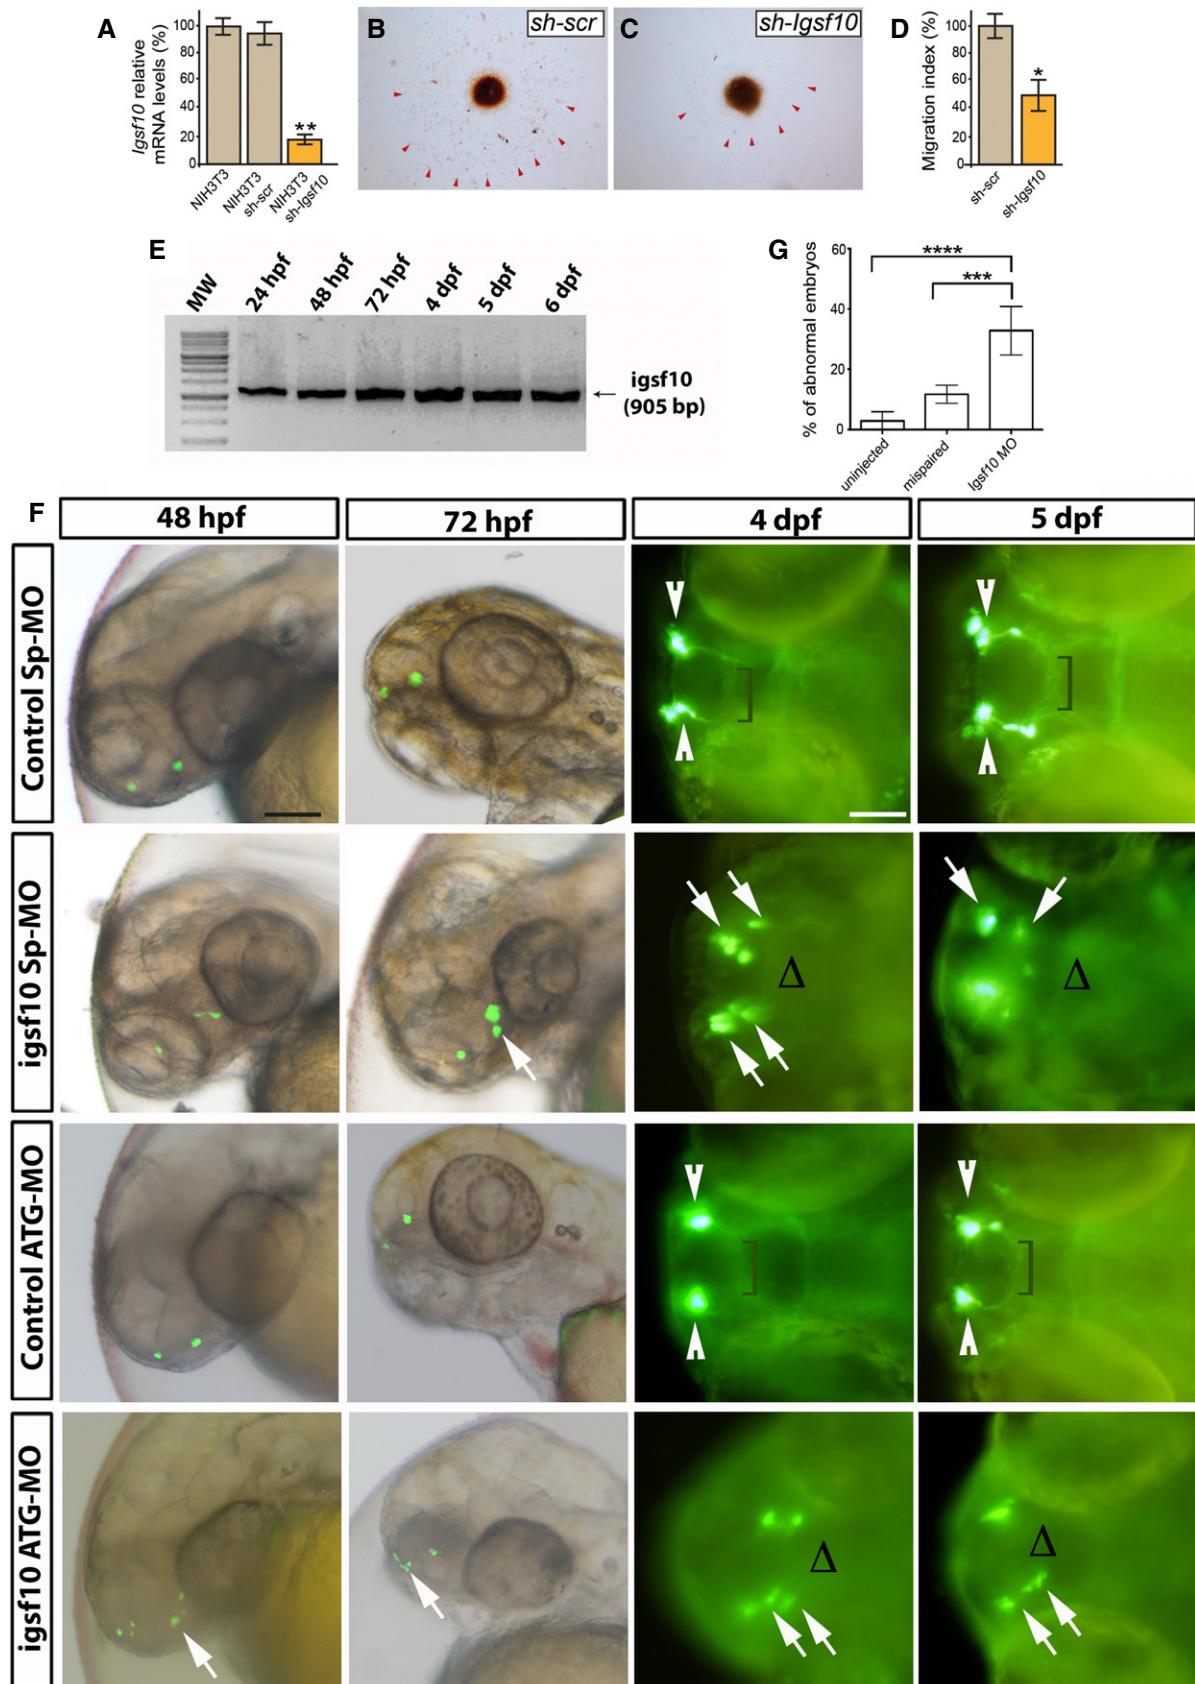 A
Igsf10 relative
mRNA levels (%)
100
80
60
40
20
0
**
NIH3T3
NIH3T3
sh-scr
NIH3T3
sh-Igsf10
B
sh-scr
C
sh-Igsf10
D
Migration index (%)
100
80
60
40
20
0
*
sh-scr
sh-Igsf10
E
MW
24 hpf
48 hpf
72 hpf
4 dpf
5 dpf
6 dpf
igsf10
(905 bp)
G
% of abnormal embryos
60
40
20
0
****
***
uninjected
mispaired
Igsf10 MO
F
48 hpf
72 hpf
4 dpf
5 dpf
Control Sp-MO
igsf10 Sp-MO
Δ
Δ
Control ATG-MO
igsf10 ATG-MO
Δ
Δ